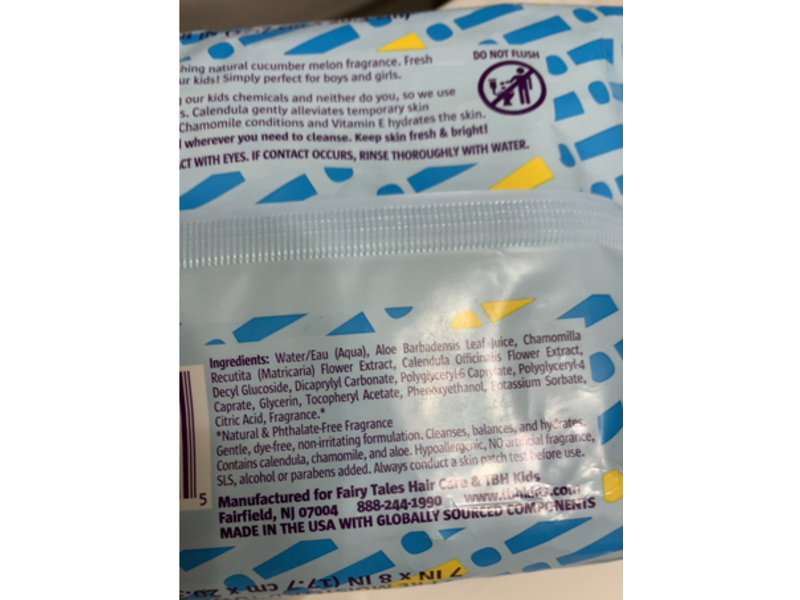 hing natural cucumber melon fragrance. Fresh
ur kids! Simply perfect for boys and girls.
DO NOT FLUSH
our kids chemicals and neither do you, so we use
s. Calendula gently alleviates temporary skin
Chamomile conditions and Vitamin E hydrates the skin.
wherever you need to cleanse. Keep skin fresh & bright!
CT WITH EYES. IF CONTACT OCCURS, RINSE THOROUGHLY WITH WATER.
Ingredients: Water/Eau (Aqua), Aloe Barbadensis Leaf Juice, Chamomilla
Recutita (Matricaria) Flower Extract, Calendula Officinalis Flower Extract,
Decyl Glucoside, Dicaprylyl Carbonate, Polyglyceryl-6 Caprylate, Polyglyceryl-4
Caprate, Glycerin, Tocopheryl Acetate, Phenoxyethanol, Potassium Sorbate,
Citric Acid, Fragrance.*
*Natural & Phthalate-Free Fragrance
Gentle, dye-free, non-irritating formulation. Cleanses, balances, and hydrates.
Contains calendula, chamomile, and aloe. Hypoallergenic, NO artificial fragrance,
SLS, alcohol or parabens added. Always conduct a skin patch test before use.
5
Manufactured for Fairy Tales Hair Care & TBH Kids
Fairfield, NJ 07004 888-244-1990 www.tbhkids.com
MADE IN THE USA WITH GLOBALLY SOURCED COMPONENTS
7 IN X 8 IN (17.7 cm x 20.